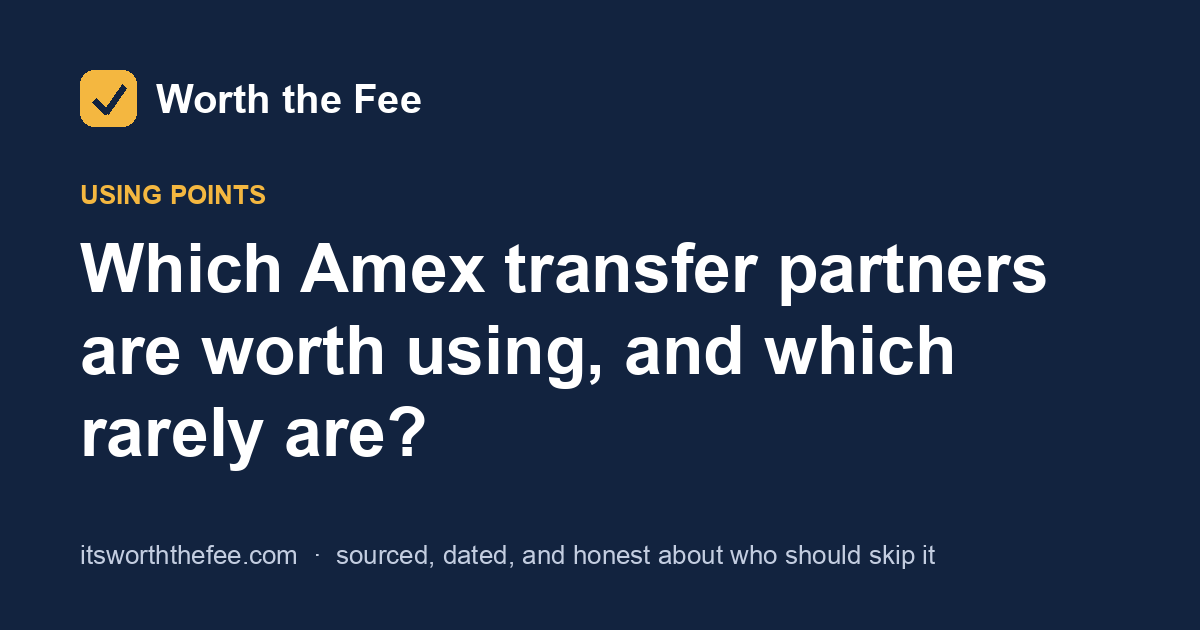 Worth the Fee
USING POINTS
Which Amex transfer partners
are worth using, and which
rarely are?
itsworththefee.com · sourced, dated, and honest about who should skip it